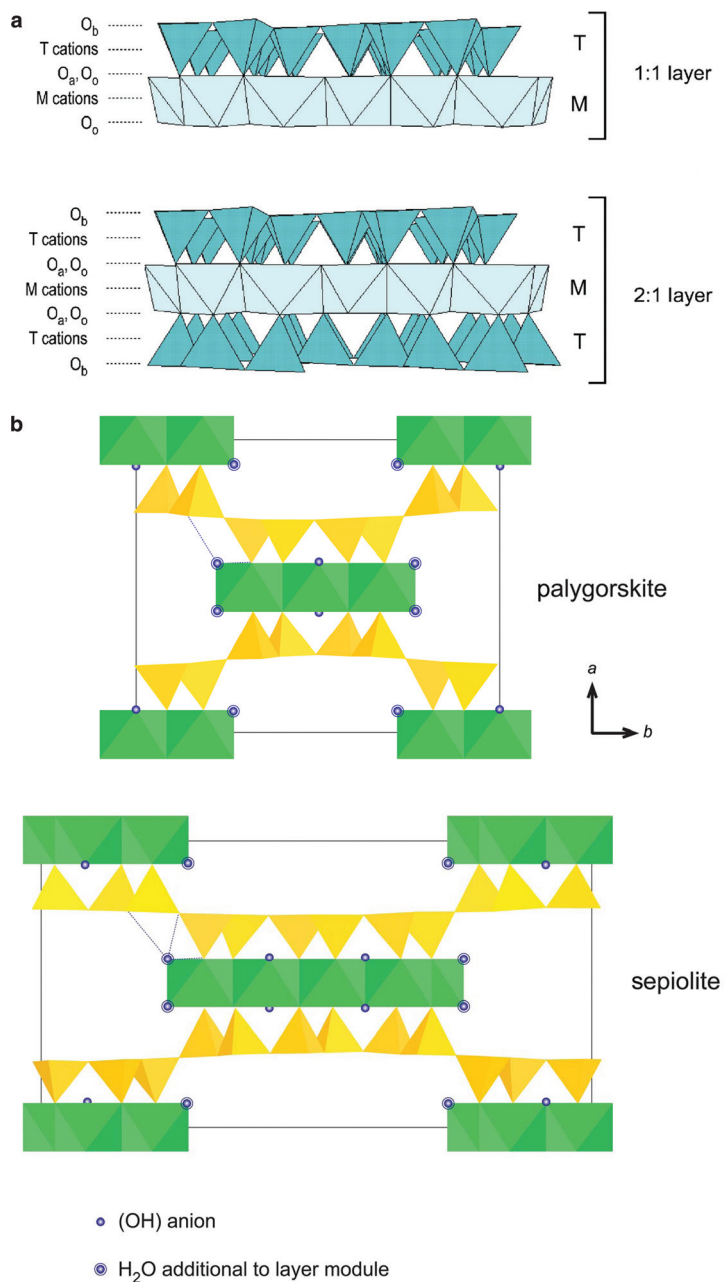 a
O_b
T cations
O_a, O_o
M cations
O_o
T
M
1:1 layer
O_b
T cations
O_a, O_o
M cations
O_a, O_o
T cations
O_b
T
M
T
2:1 layer
b
palygorskite
a
b
sepiolite
(OH) anion
H₂O additional to layer module